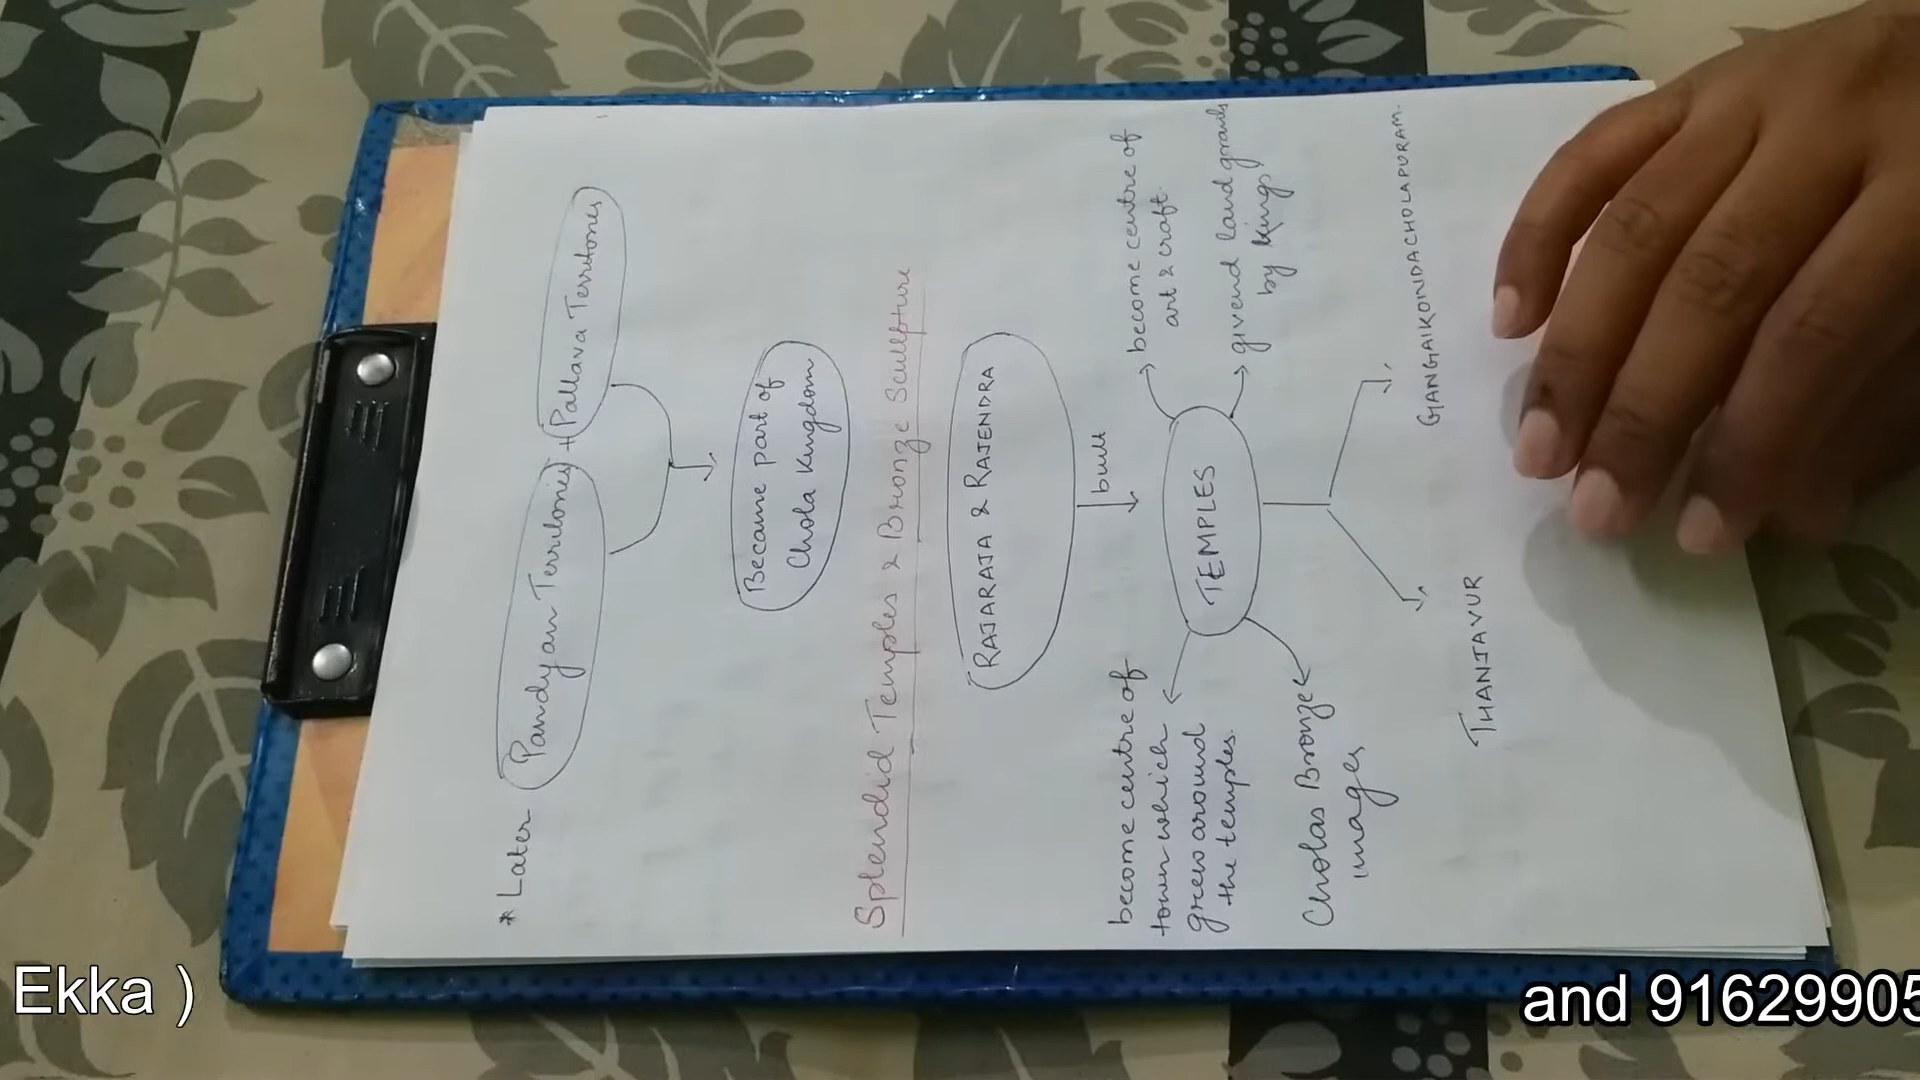 * Later Pandyan Territories + Pallava Territories
Became part of
Chola Kingdom
Splendid Temples & Bronze Sculpture
RAJARAJA & RAJENDRA
built
TEMPLES
become centre of
town which
grew around
the temples.
Cholas Bronze
images
become centre of
art & craft.
givend land grants
by kings
THANJAVUR
GANGAIKONDACHOLAPURAM.
Ekka )
and 91629905